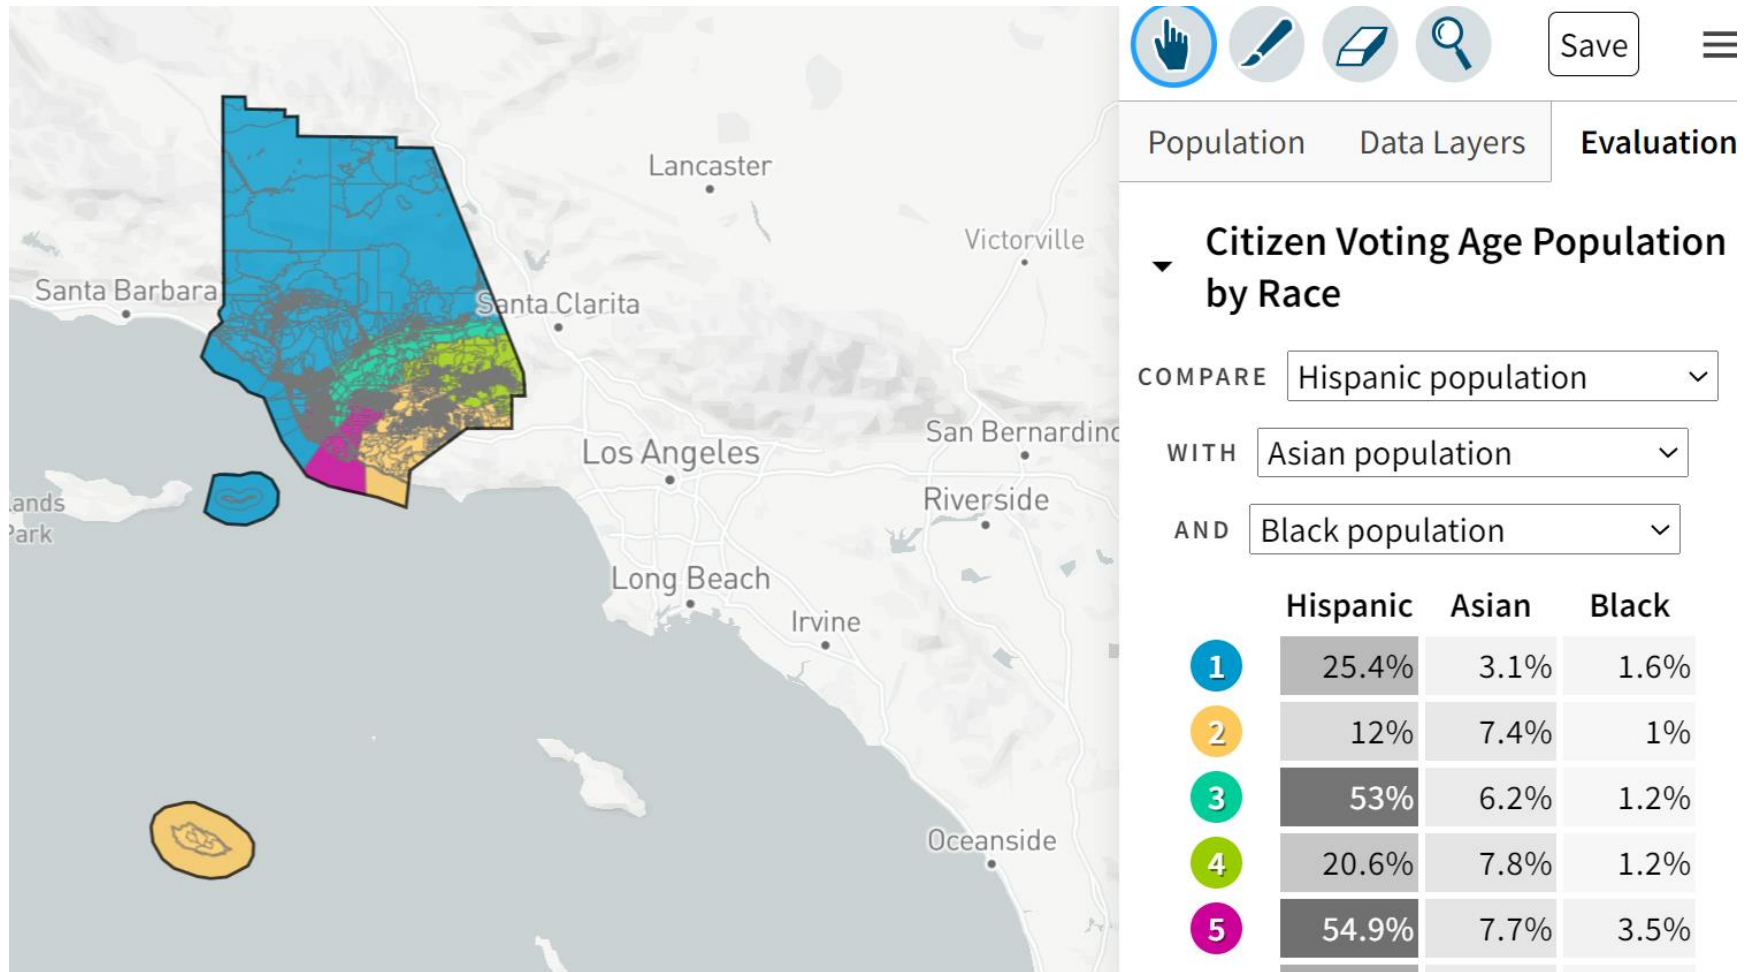 Save
Population Data Layers Evaluation
Citizen Voting Age Population
by Race
COMPARE Hispanic population
WITH Asian population
AND Black population
Hispanic Asian Black
1 25.4% 3.1% 1.6%
2 12% 7.4% 1%
3 53% 6.2% 1.2%
4 20.6% 7.8% 1.2%
5 54.9% 7.7% 3.5%
Lancaster
Victorville
Santa Barbara
Santa Clarita
Los Angeles
San Bernardino
Riverside
ands
Park
Long Beach
Irvine
Oceanside